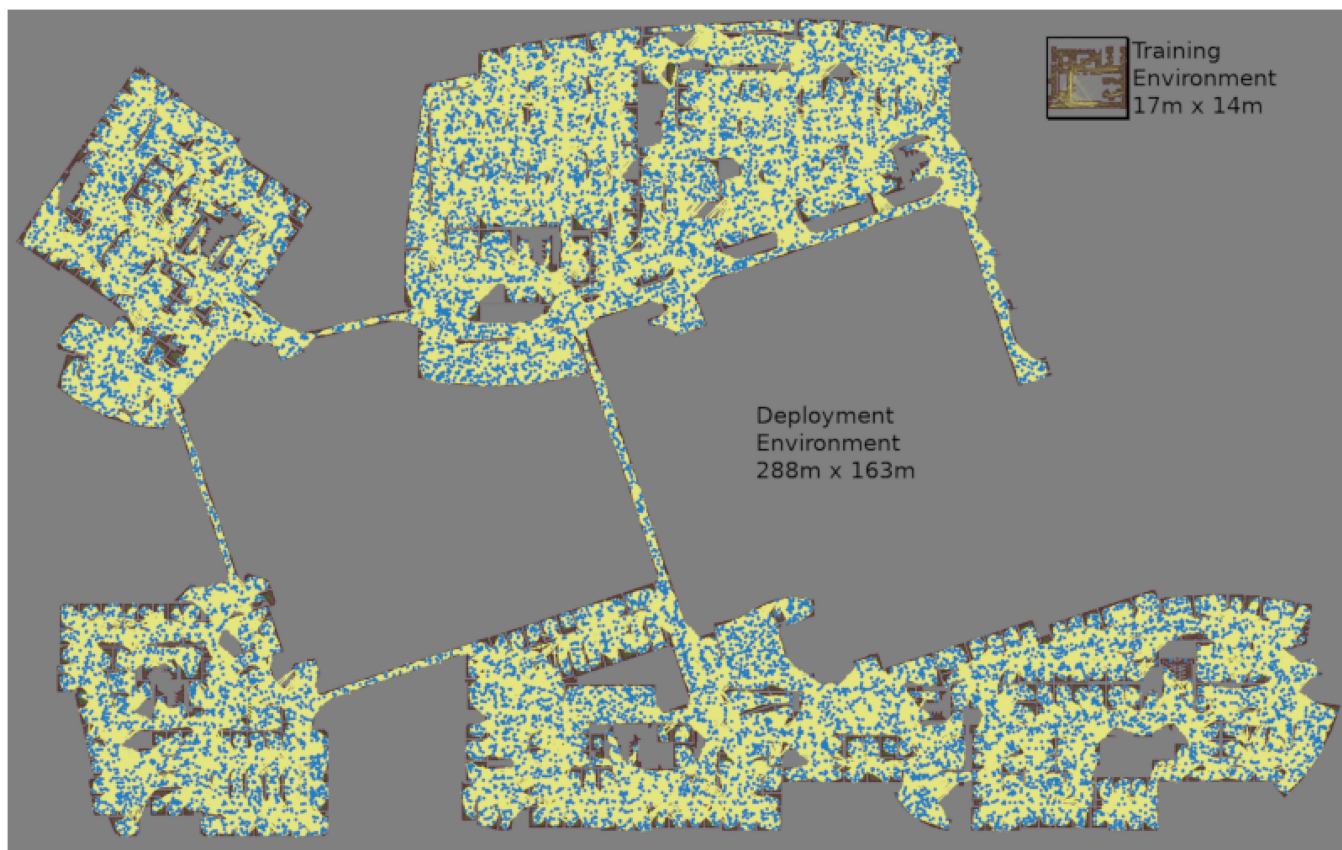 Training
Environment
17m x 14m
Deployment
Environment
288m x 163m